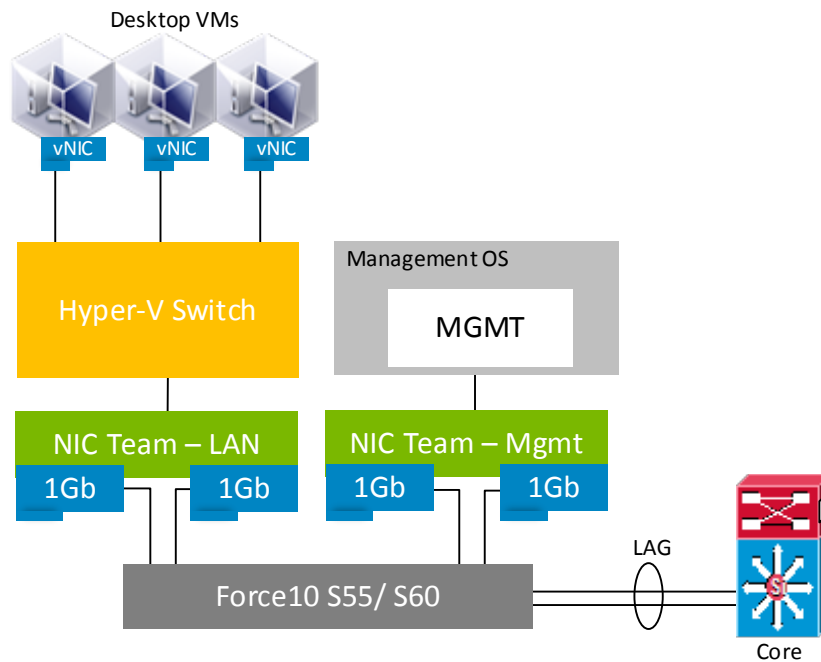 Desktop VMs
vNIC
vNIC
vNIC
Hyper-V Switch
Management OS
MGMT
NIC Team – LAN
NIC Team – Mgmt
1Gb
1Gb
1Gb
1Gb
LAG
Force10 S55/ S60
Si
Core